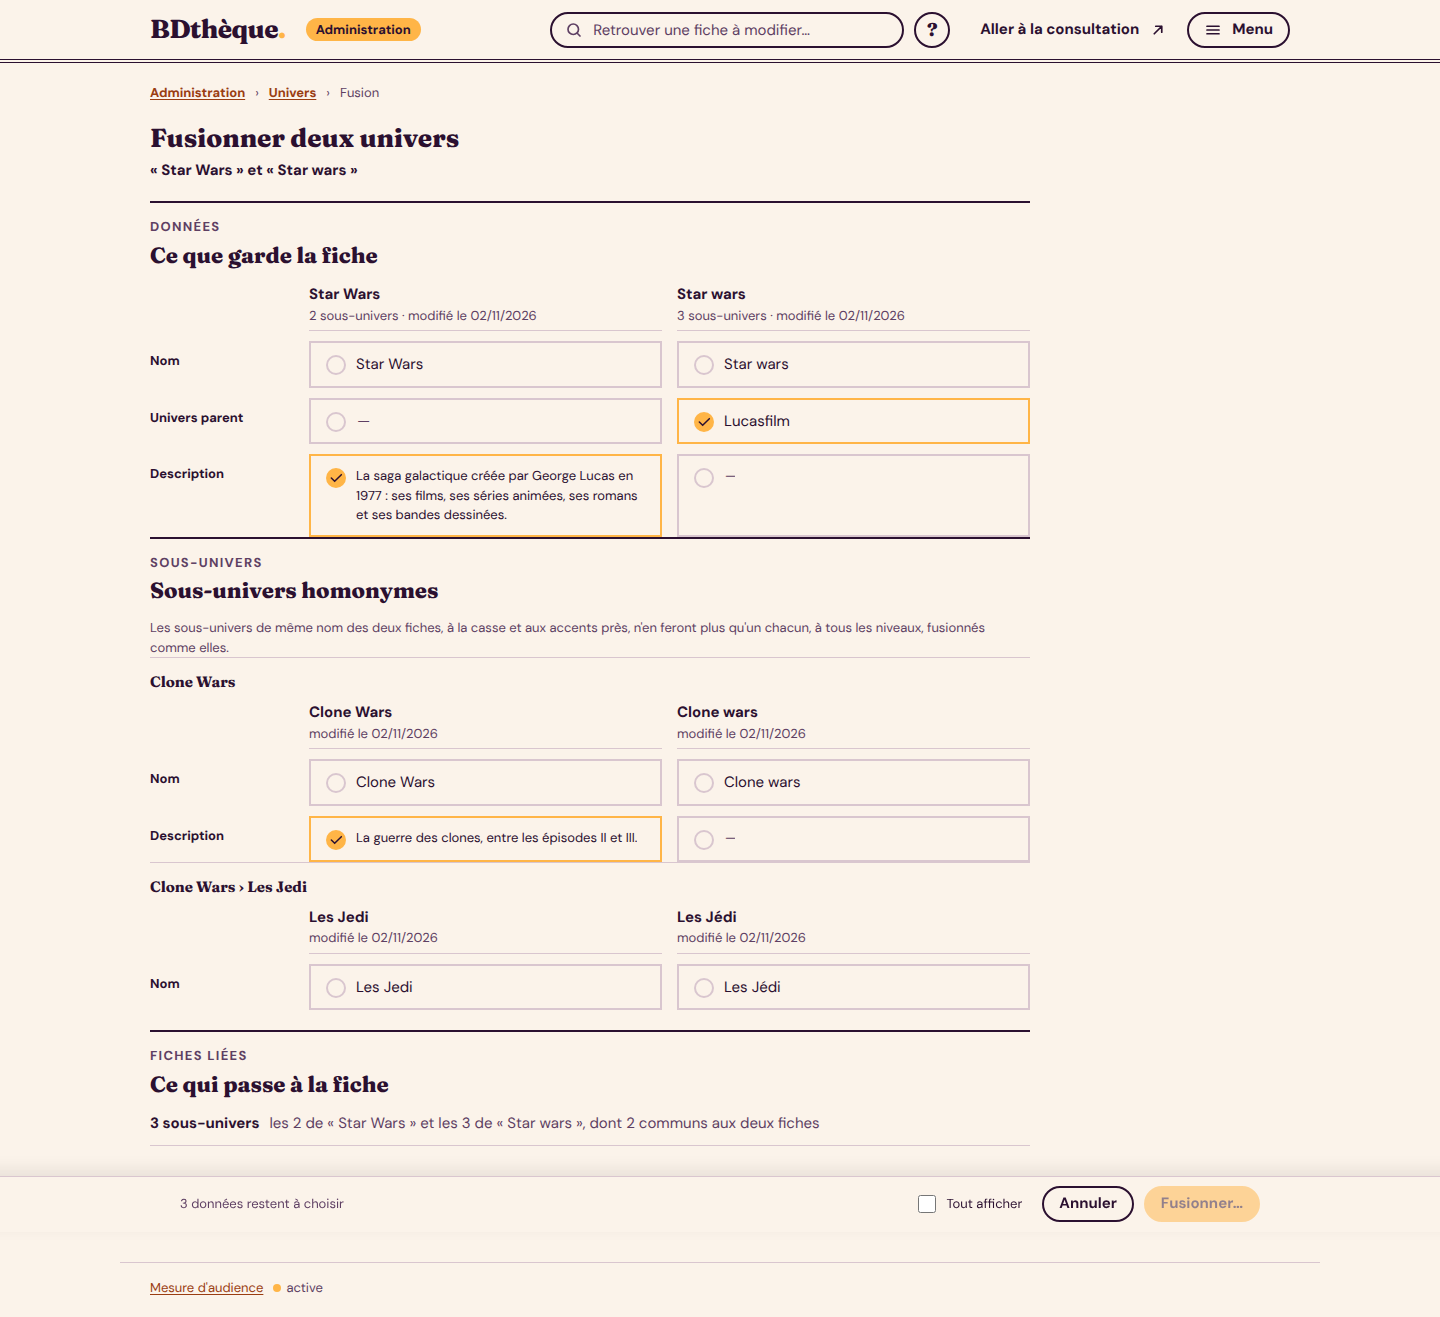 BDthèque.
Administration
Retrouver une fiche à modifier...
?
Aller à la consultation
Menu
Administration › Univers › Fusion
Fusionner deux univers
« Star Wars » et « Star wars »
DONNÉES
Ce que garde la fiche
Star Wars
2 sous-univers · modifié le 02/11/2026
Star wars
3 sous-univers · modifié le 02/11/2026
Nom
Star Wars
Star wars
Univers parent
—
Lucasfilm
Description
La saga galactique créée par George Lucas en
1977 : ses films, ses séries animées, ses romans
et ses bandes dessinées.
—
SOUS-UNIVERS
Sous-univers homonymes
Les sous-univers de même nom des deux fiches, à la casse et aux accents près, n'en feront plus qu'un chacun, à tous les niveaux, fusionnés
comme elles.
Clone Wars
Clone Wars
modifié le 02/11/2026
Clone wars
modifié le 02/11/2026
Nom
Clone Wars
Clone wars
Description
La guerre des clones, entre les épisodes II et III.
—
Clone Wars › Les Jedi
Les Jedi
modifié le 02/11/2026
Les Jédi
modifié le 02/11/2026
Nom
Les Jedi
Les Jédi
FICHES LIÉES
Ce qui passe à la fiche
3 sous-univers les 2 de « Star Wars » et les 3 de « Star wars », dont 2 communs aux deux fiches
3 données restent à choisir
Tout afficher
Annuler
Fusionner...
Mesure d'audience
active